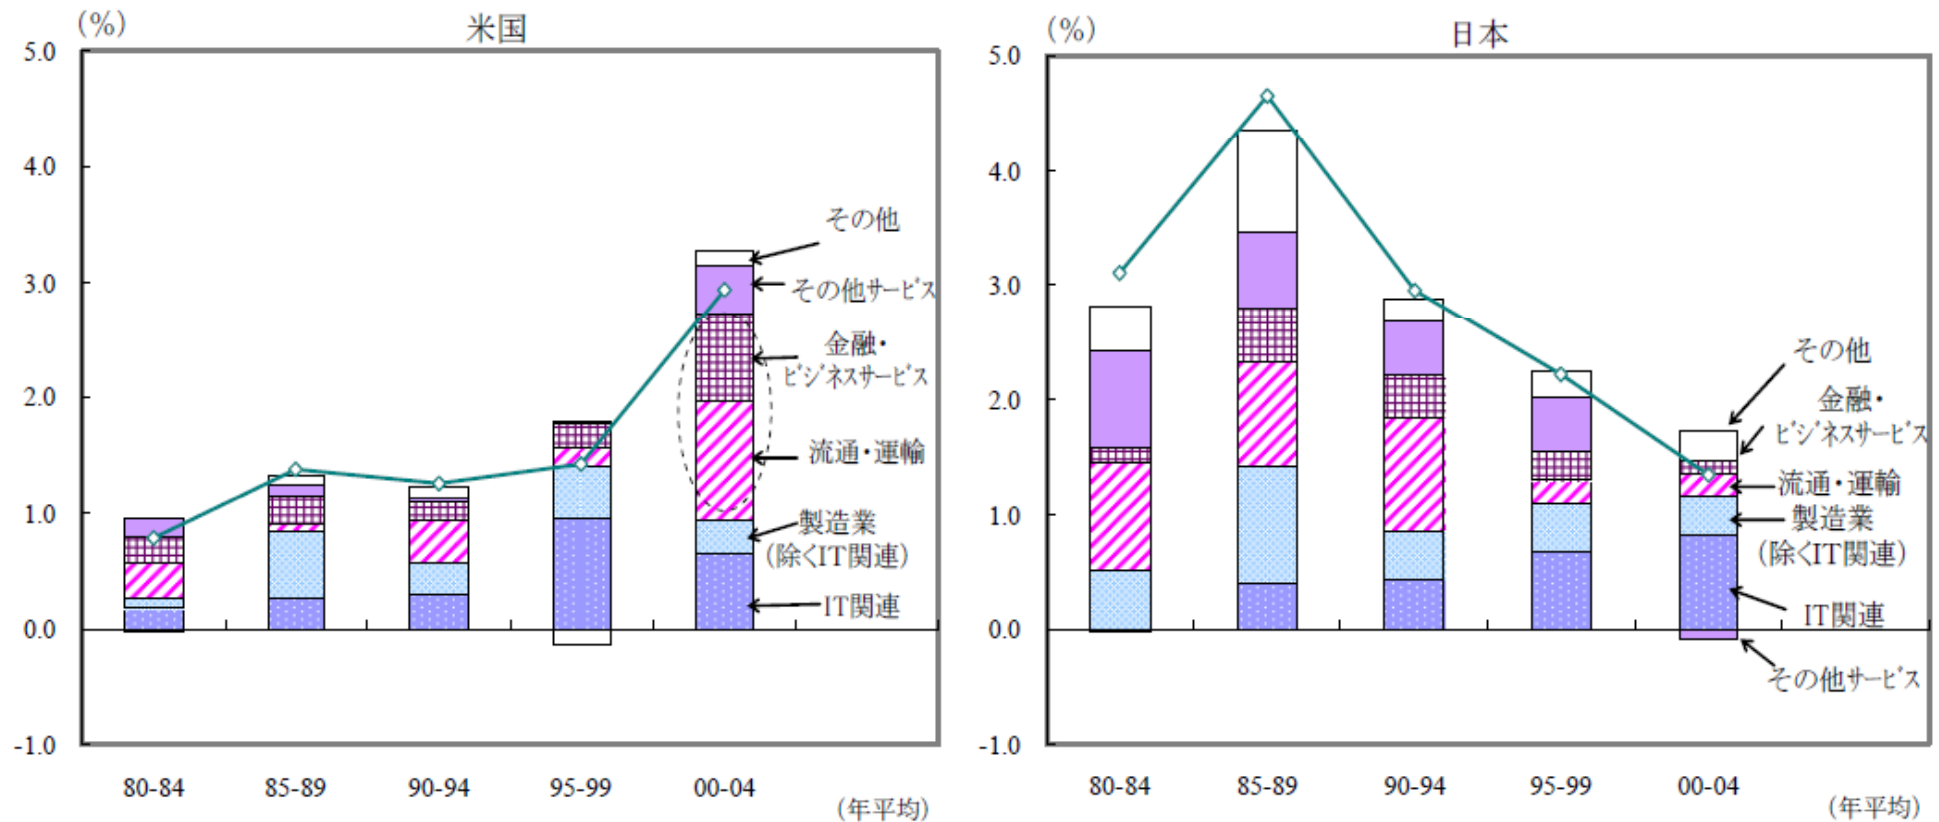 (%)
米国
5.0
4.0
3.0
2.0
1.0
0.0
-1.0
その他
その他サービス
金融・
ビジネスサービス
流通・運輸
製造業
(除くIT関連)
IT関連
80-84
85-89
90-94
95-99
00-04
(年平均)
(%)
日本
5.0
4.0
3.0
2.0
1.0
0.0
-1.0
その他
金融・
ビジネスサービス
流通・運輸
製造業
(除くIT関連)
IT関連
その他サービス
80-84
85-89
90-94
95-99
00-04
(年平均)